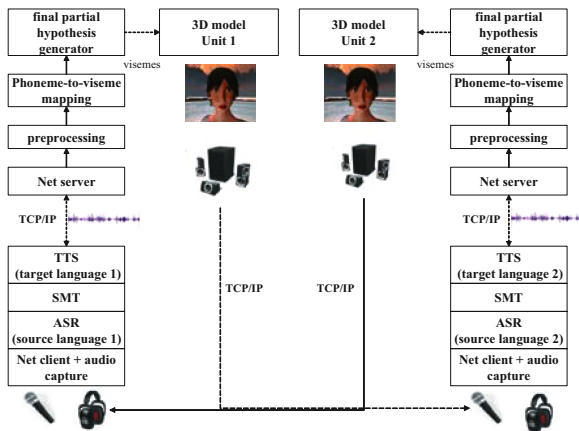 final partial
hypothesis
generator
3D model
Unit 1
3D model
Unit 2
final partial
hypothesis
generator
visemes
visemes
Phoneme-to-viseme
mapping
Phoneme-to-viseme
mapping
preprocessing
preprocessing
Net server
Net server
TCP/IP
TCP/IP
TTS
(target language 1)
TTS
(target language 2)
TCP/IP
TCP/IP
SMT
SMT
ASR
(source language 1)
ASR
(source language 2)
Net client + audio
capture
Net client + audio
capture